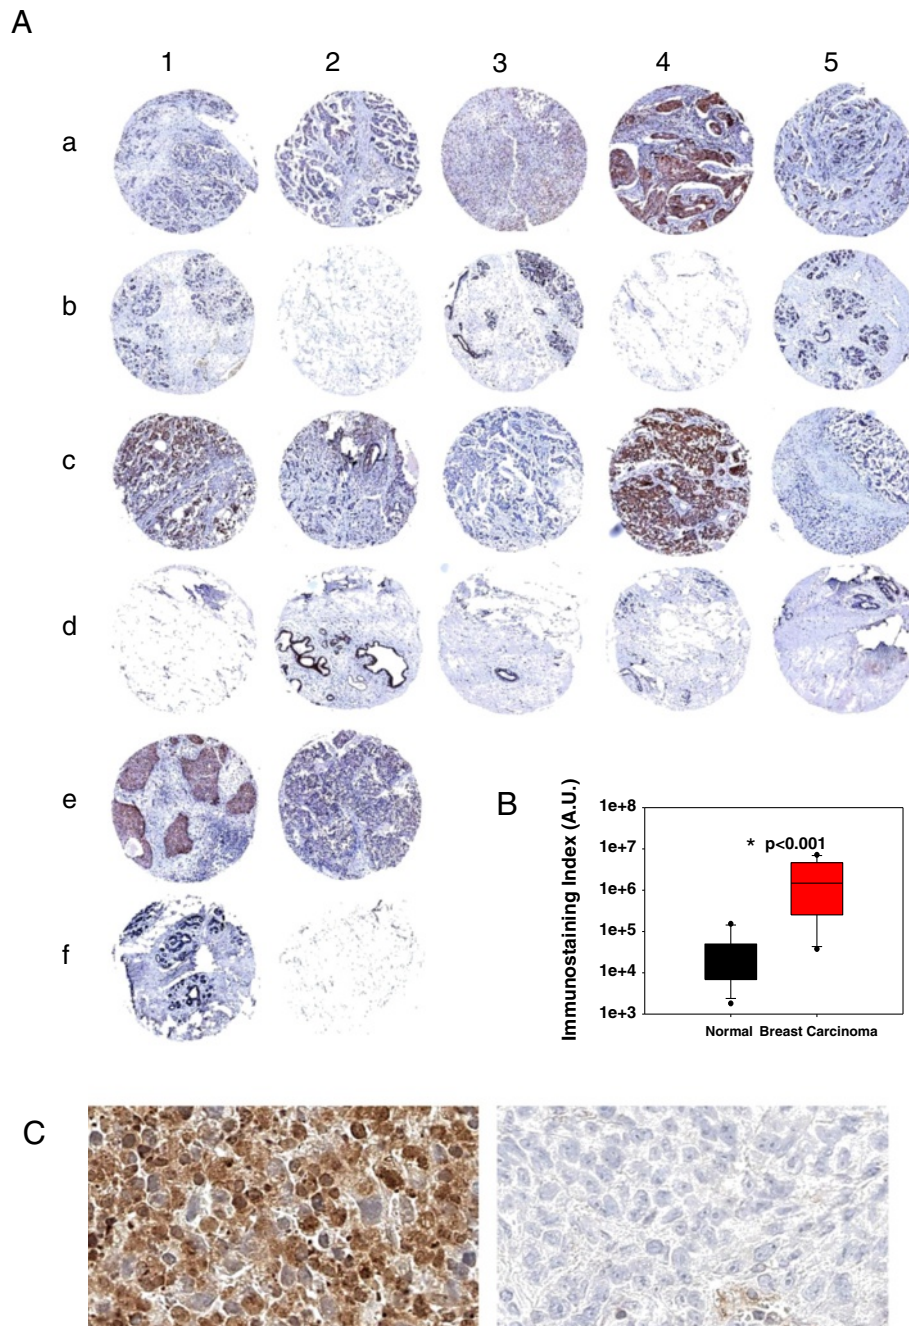 A
1 2 3 4 5
a
b
c
d
e
f
B
Immunostaining Index (A.U.)
1e+8
1e+7
1e+6
1e+5
1e+4
1e+3
* p<0.001
Normal Breast Carcinoma
C